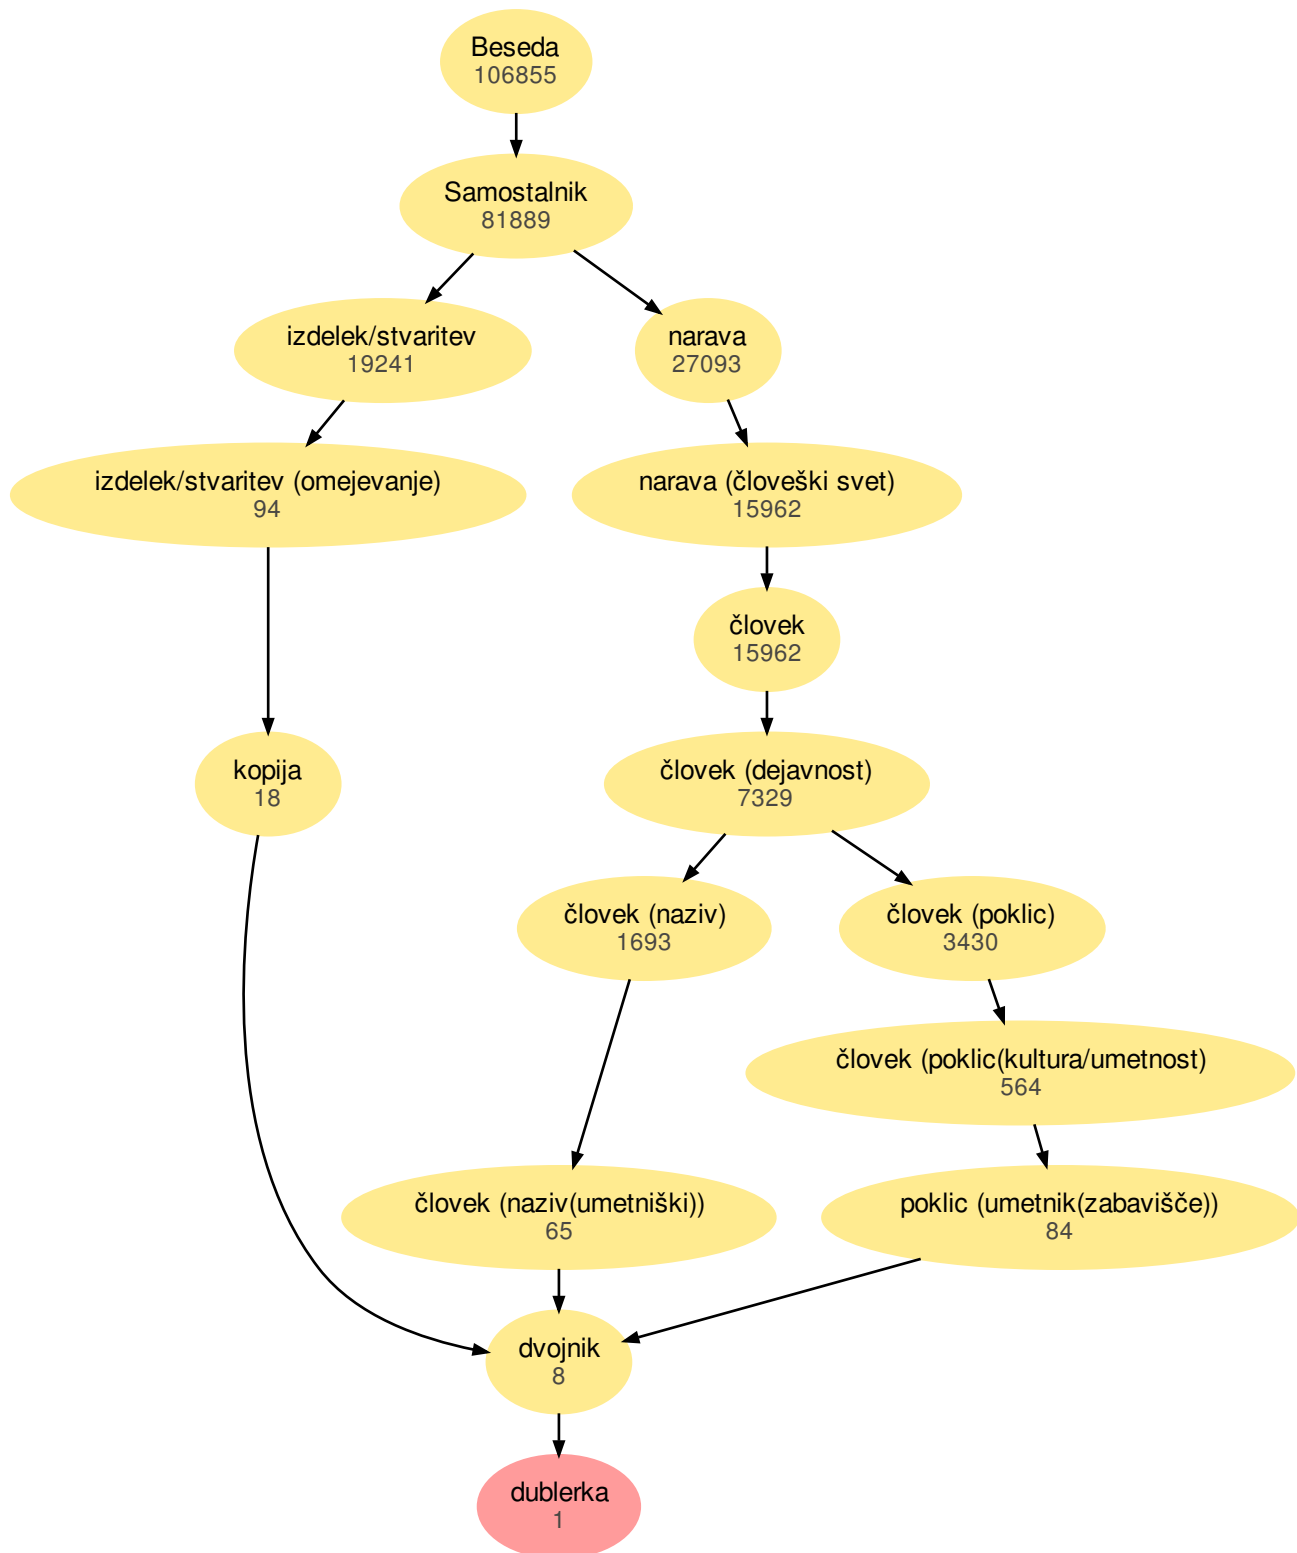 Beseda
106855
Samostalnik
81889
izdelek/stvaritev
19241
narava
27093
izdelek/stvaritev (omejevanje)
94
narava (človeški svet)
15962
človek
15962
kopija
18
človek (dejavnost)
7329
človek (naziv)
1693
človek (poklic)
3430
človek (poklic(kultura/umetnost)
564
človek (naziv(umetniški))
65
poklic (umetnik(zabavišče))
84
dvojnik
8
dublerka
1